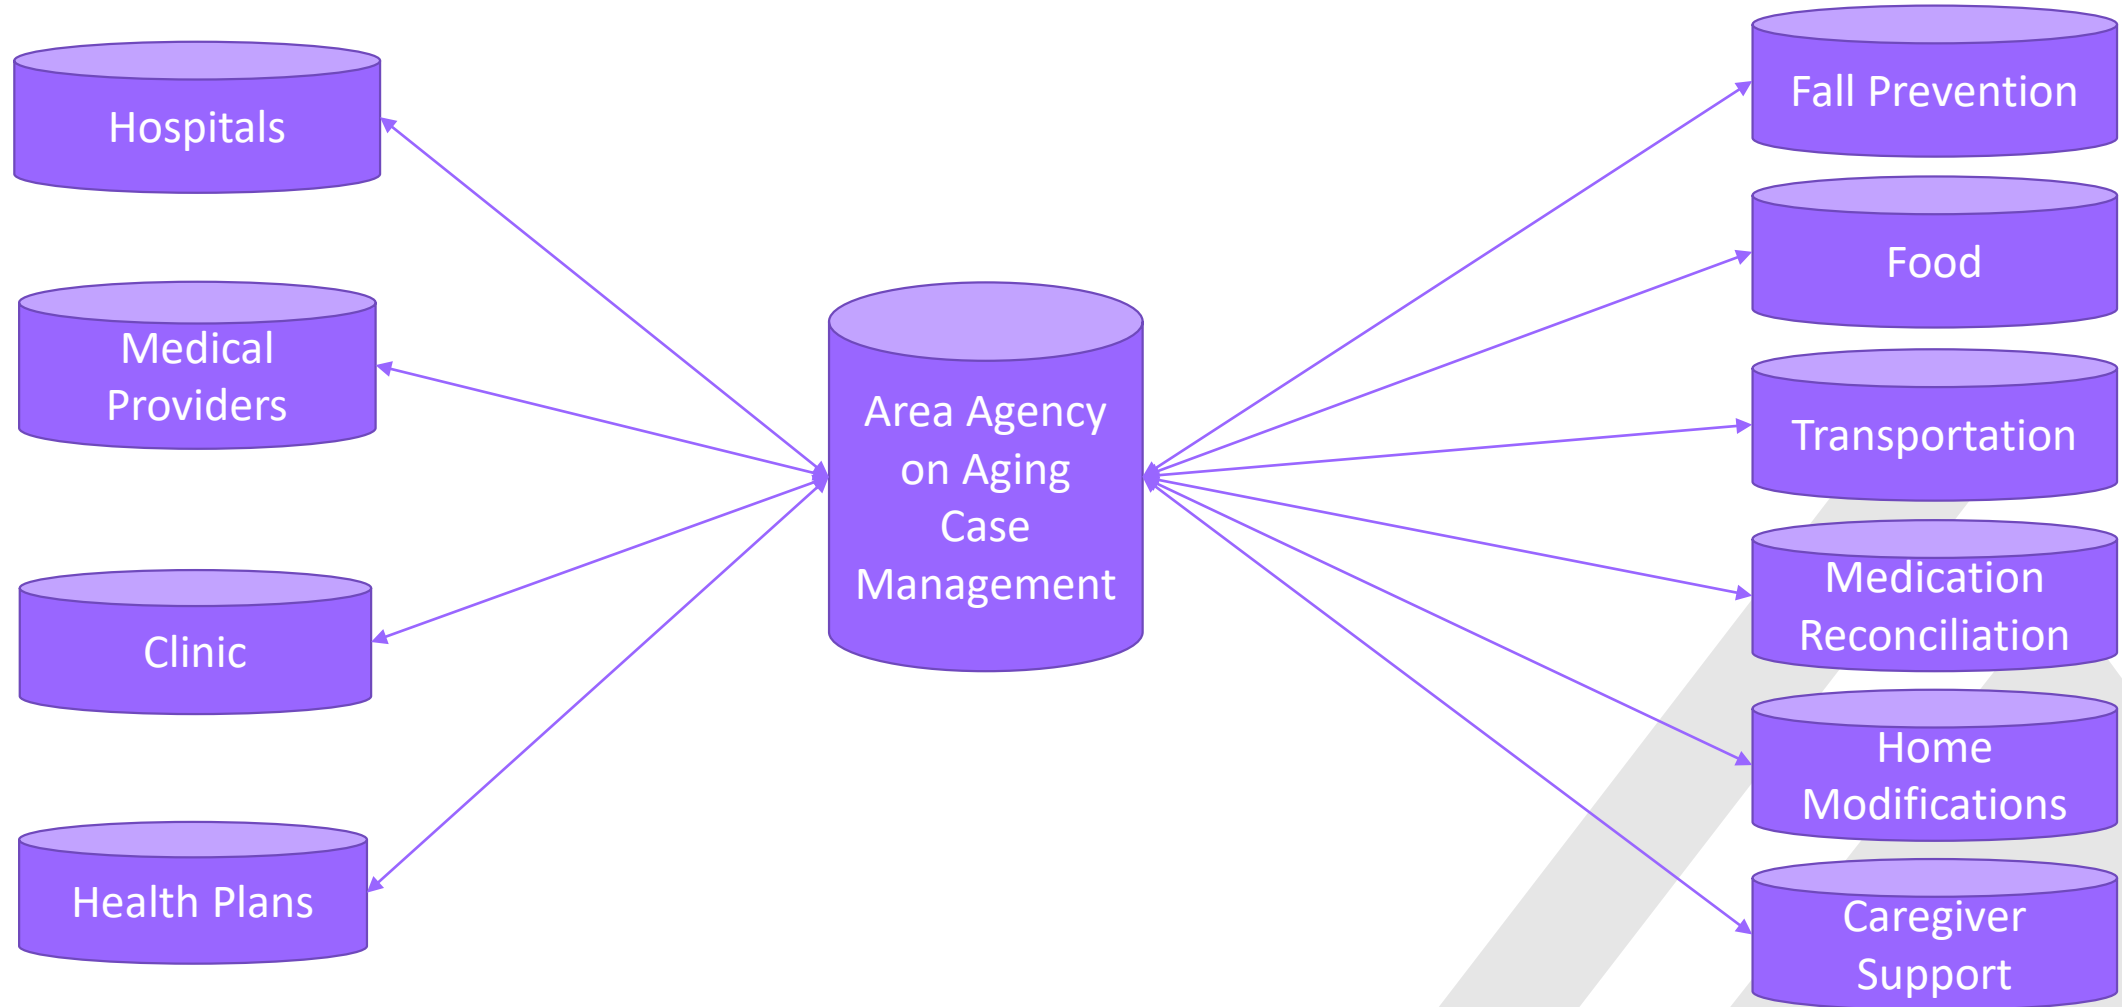 Hospitals
Medical
Providers
Clinic
Health Plans
Area Agency
on Aging
Case
Management
Fall Prevention
Food
Transportation
Medication
Reconciliation
Home
Modifications
Caregiver
Support